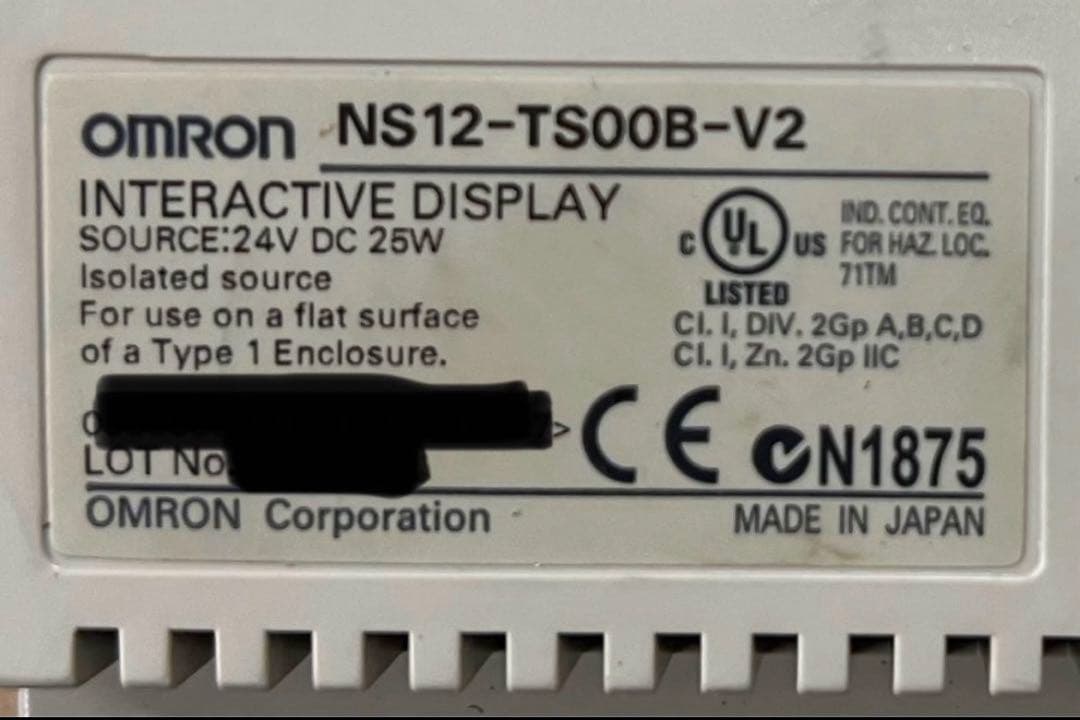 OMRON NS12-TS00B-V2
INTERACTIVE DISPLAY
SOURCE:24V DC 25W
Isolated source
For use on a flat surface
of a Type 1 Enclosure.
C UL US
LISTED
IND. CONT. EQ.
FOR HAZ. LOC.
71TM
Cl. I, DIV. 2Gp A,B,C,D
Cl. I, Zn. 2Gp IIC
LOT No.
CE N1875
OMRON Corporation
MADE IN JAPAN